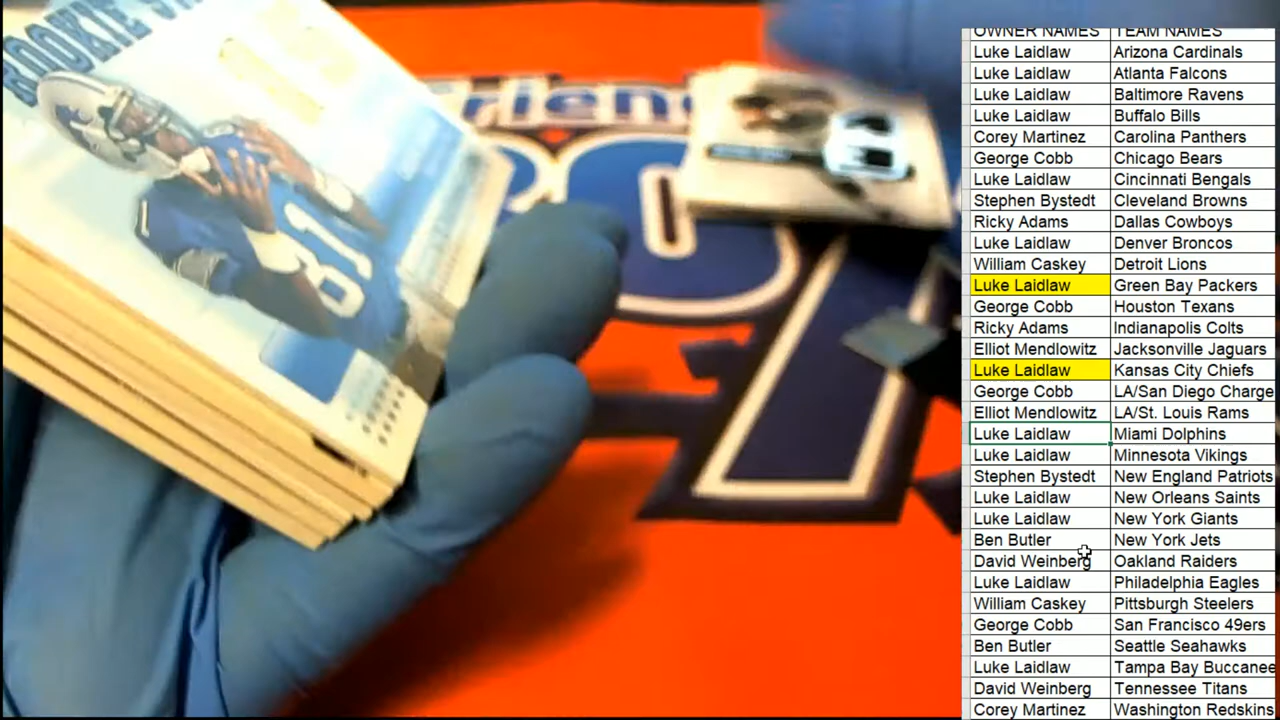 ROOKIE
81
Friend
OWNER NAMES TEAM NAMES
Luke Laidlaw Arizona Cardinals
Luke Laidlaw Atlanta Falcons
Luke Laidlaw Baltimore Ravens
Luke Laidlaw Buffalo Bills
Corey Martinez Carolina Panthers
George Cobb Chicago Bears
Luke Laidlaw Cincinnati Bengals
Stephen Bystedt Cleveland Browns
Ricky Adams Dallas Cowboys
Luke Laidlaw Denver Broncos
William Caskey Detroit Lions
Luke Laidlaw Green Bay Packers
George Cobb Houston Texans
Ricky Adams Indianapolis Colts
Elliot Mendlowitz Jacksonville Jaguars
Luke Laidlaw Kansas City Chiefs
George Cobb LA/San Diego Charge
Elliot Mendlowitz LA/St. Louis Rams
Luke Laidlaw Miami Dolphins
Luke Laidlaw Minnesota Vikings
Stephen Bystedt New England Patriots
Luke Laidlaw New Orleans Saints
Luke Laidlaw New York Giants
Ben Butler New York Jets
David Weinberg Oakland Raiders
Luke Laidlaw Philadelphia Eagles
William Caskey Pittsburgh Steelers
George Cobb San Francisco 49ers
Ben Butler Seattle Seahawks
Luke Laidlaw Tampa Bay Buccanee
David Weinberg Tennessee Titans
Corey Martinez Washington Redskins